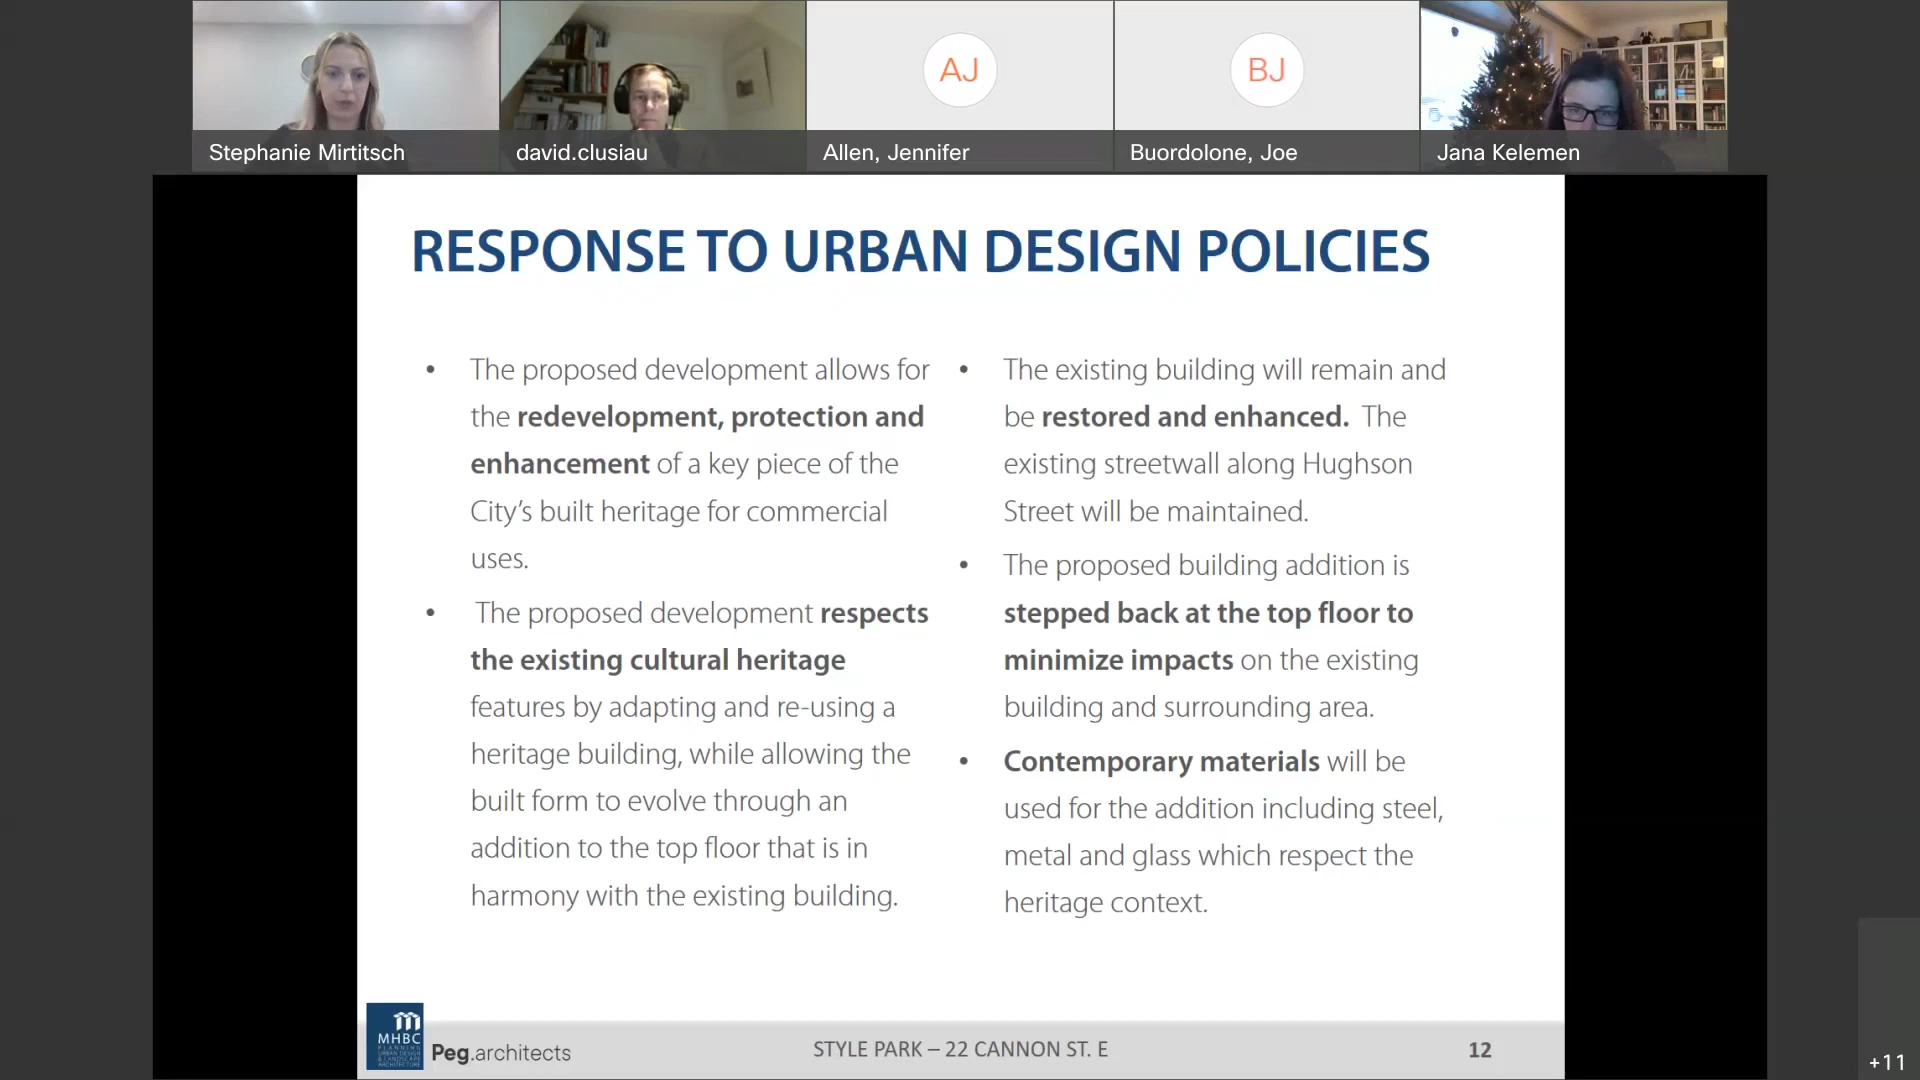 AJ
BJ
Stephanie Mirtitsch
david.clusiau
Allen, Jennifer
Buordolone, Joe
Jana Kelemen
RESPONSE TO URBAN DESIGN POLICIES
• The proposed development allows for
the redevelopment, protection and
enhancement of a key piece of the
City’s built heritage for commercial
uses.
• The proposed development respects
the existing cultural heritage
features by adapting and re-using a
heritage building, while allowing the
built form to evolve through an
addition to the top floor that is in
harmony with the existing building.
• The existing building will remain and
be restored and enhanced. The
existing streetwall along Hughson
Street will be maintained.
• The proposed building addition is
stepped back at the top floor to
minimize impacts on the existing
building and surrounding area.
• Contemporary materials will be
used for the addition including steel,
metal and glass which respect the
heritage context.
MHBC
PLANNING
URBAN DESIGN
& LANDSCAPE
ARCHITECTURE
Peg.architects
STYLE PARK – 22 CANNON ST. E
12
+11